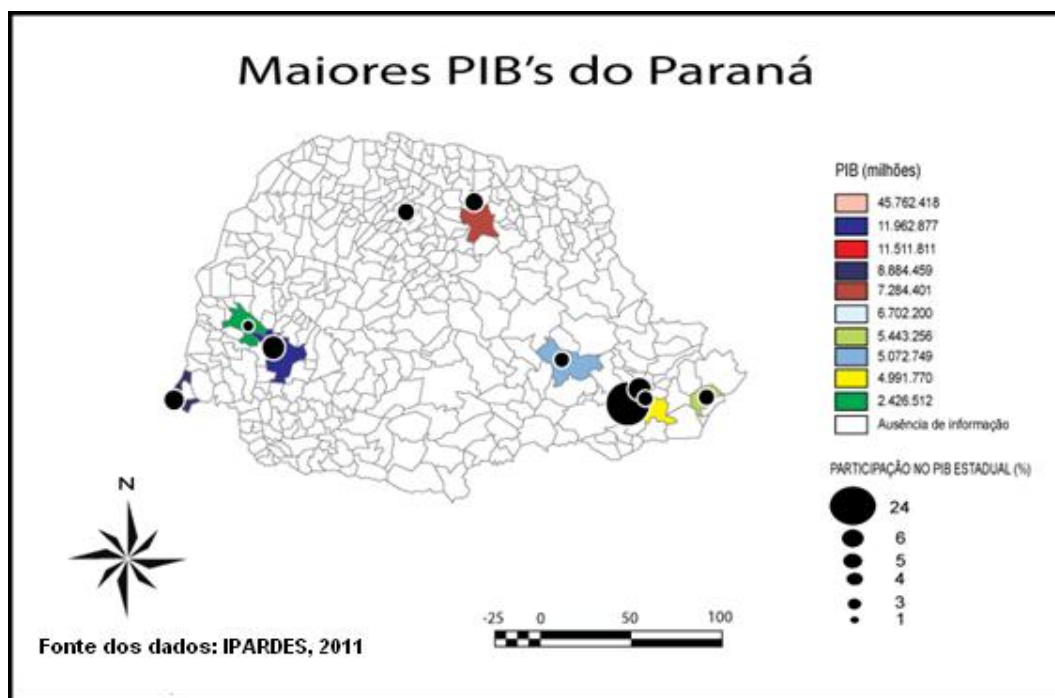 Maiores PIB's do Paraná
PIB (milhões)
45.762.418
11.962.877
11.511.811
8.884.459
7.284.401
6.702.200
5.443.256
5.072.749
4.991.770
2.426.512
Ausência de informação
PARTICIPAÇÃO NO PIB ESTADUAL (%)
24
6
5
4
3
1
N
-25 0 50 100
Fonte dos dados: IPARDES, 2011